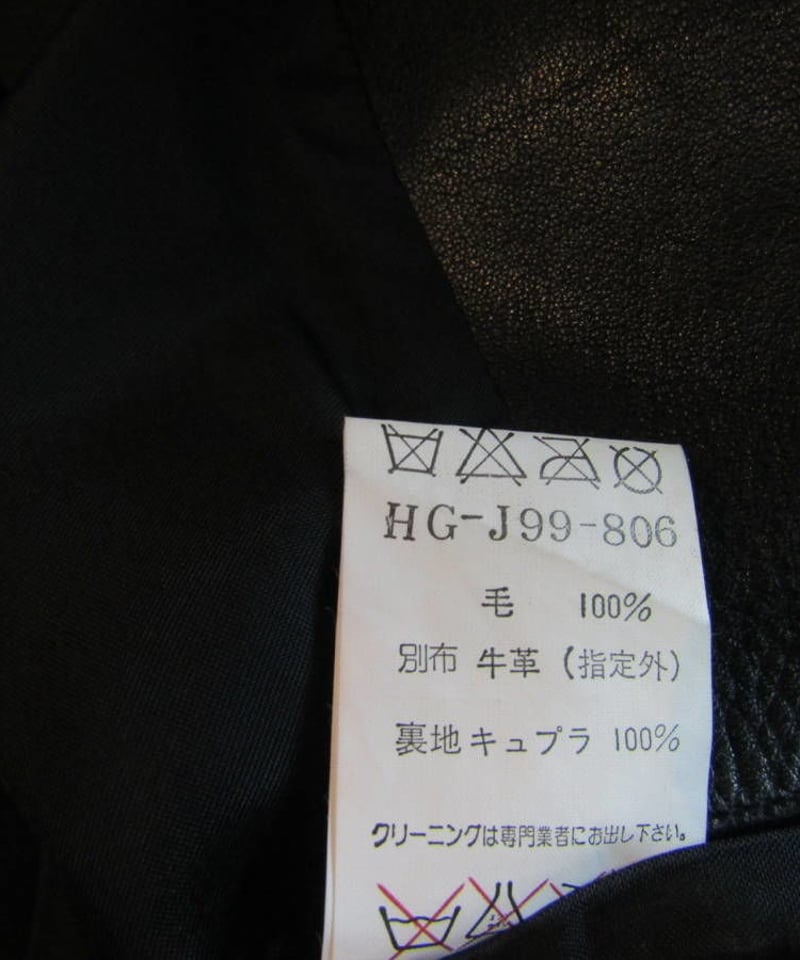 HG-J99-806
毛 100%
別布 牛革 (指定外)
裏地 キュプラ 100%
クリーニングは専門業者にお出し下さい。